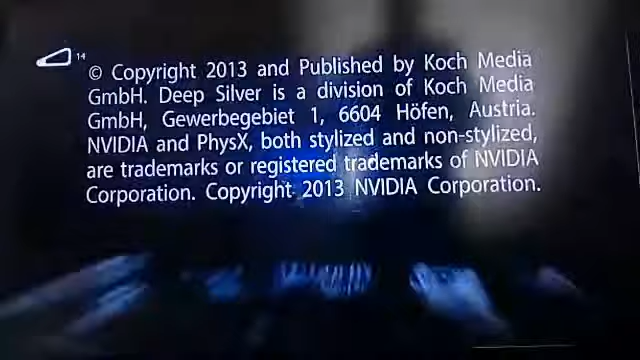 14
© Copyright 2013 and Published by Koch Media
GmbH. Deep Silver is a division of Koch Media
GmbH, Gewerbegebiet 1, 6604 Höfen, Austria.
NVIDIA and PhysX, both stylized and non-stylized,
are trademarks or registered trademarks of NVIDIA
Corporation. Copyright 2013 NVIDIA Corporation.